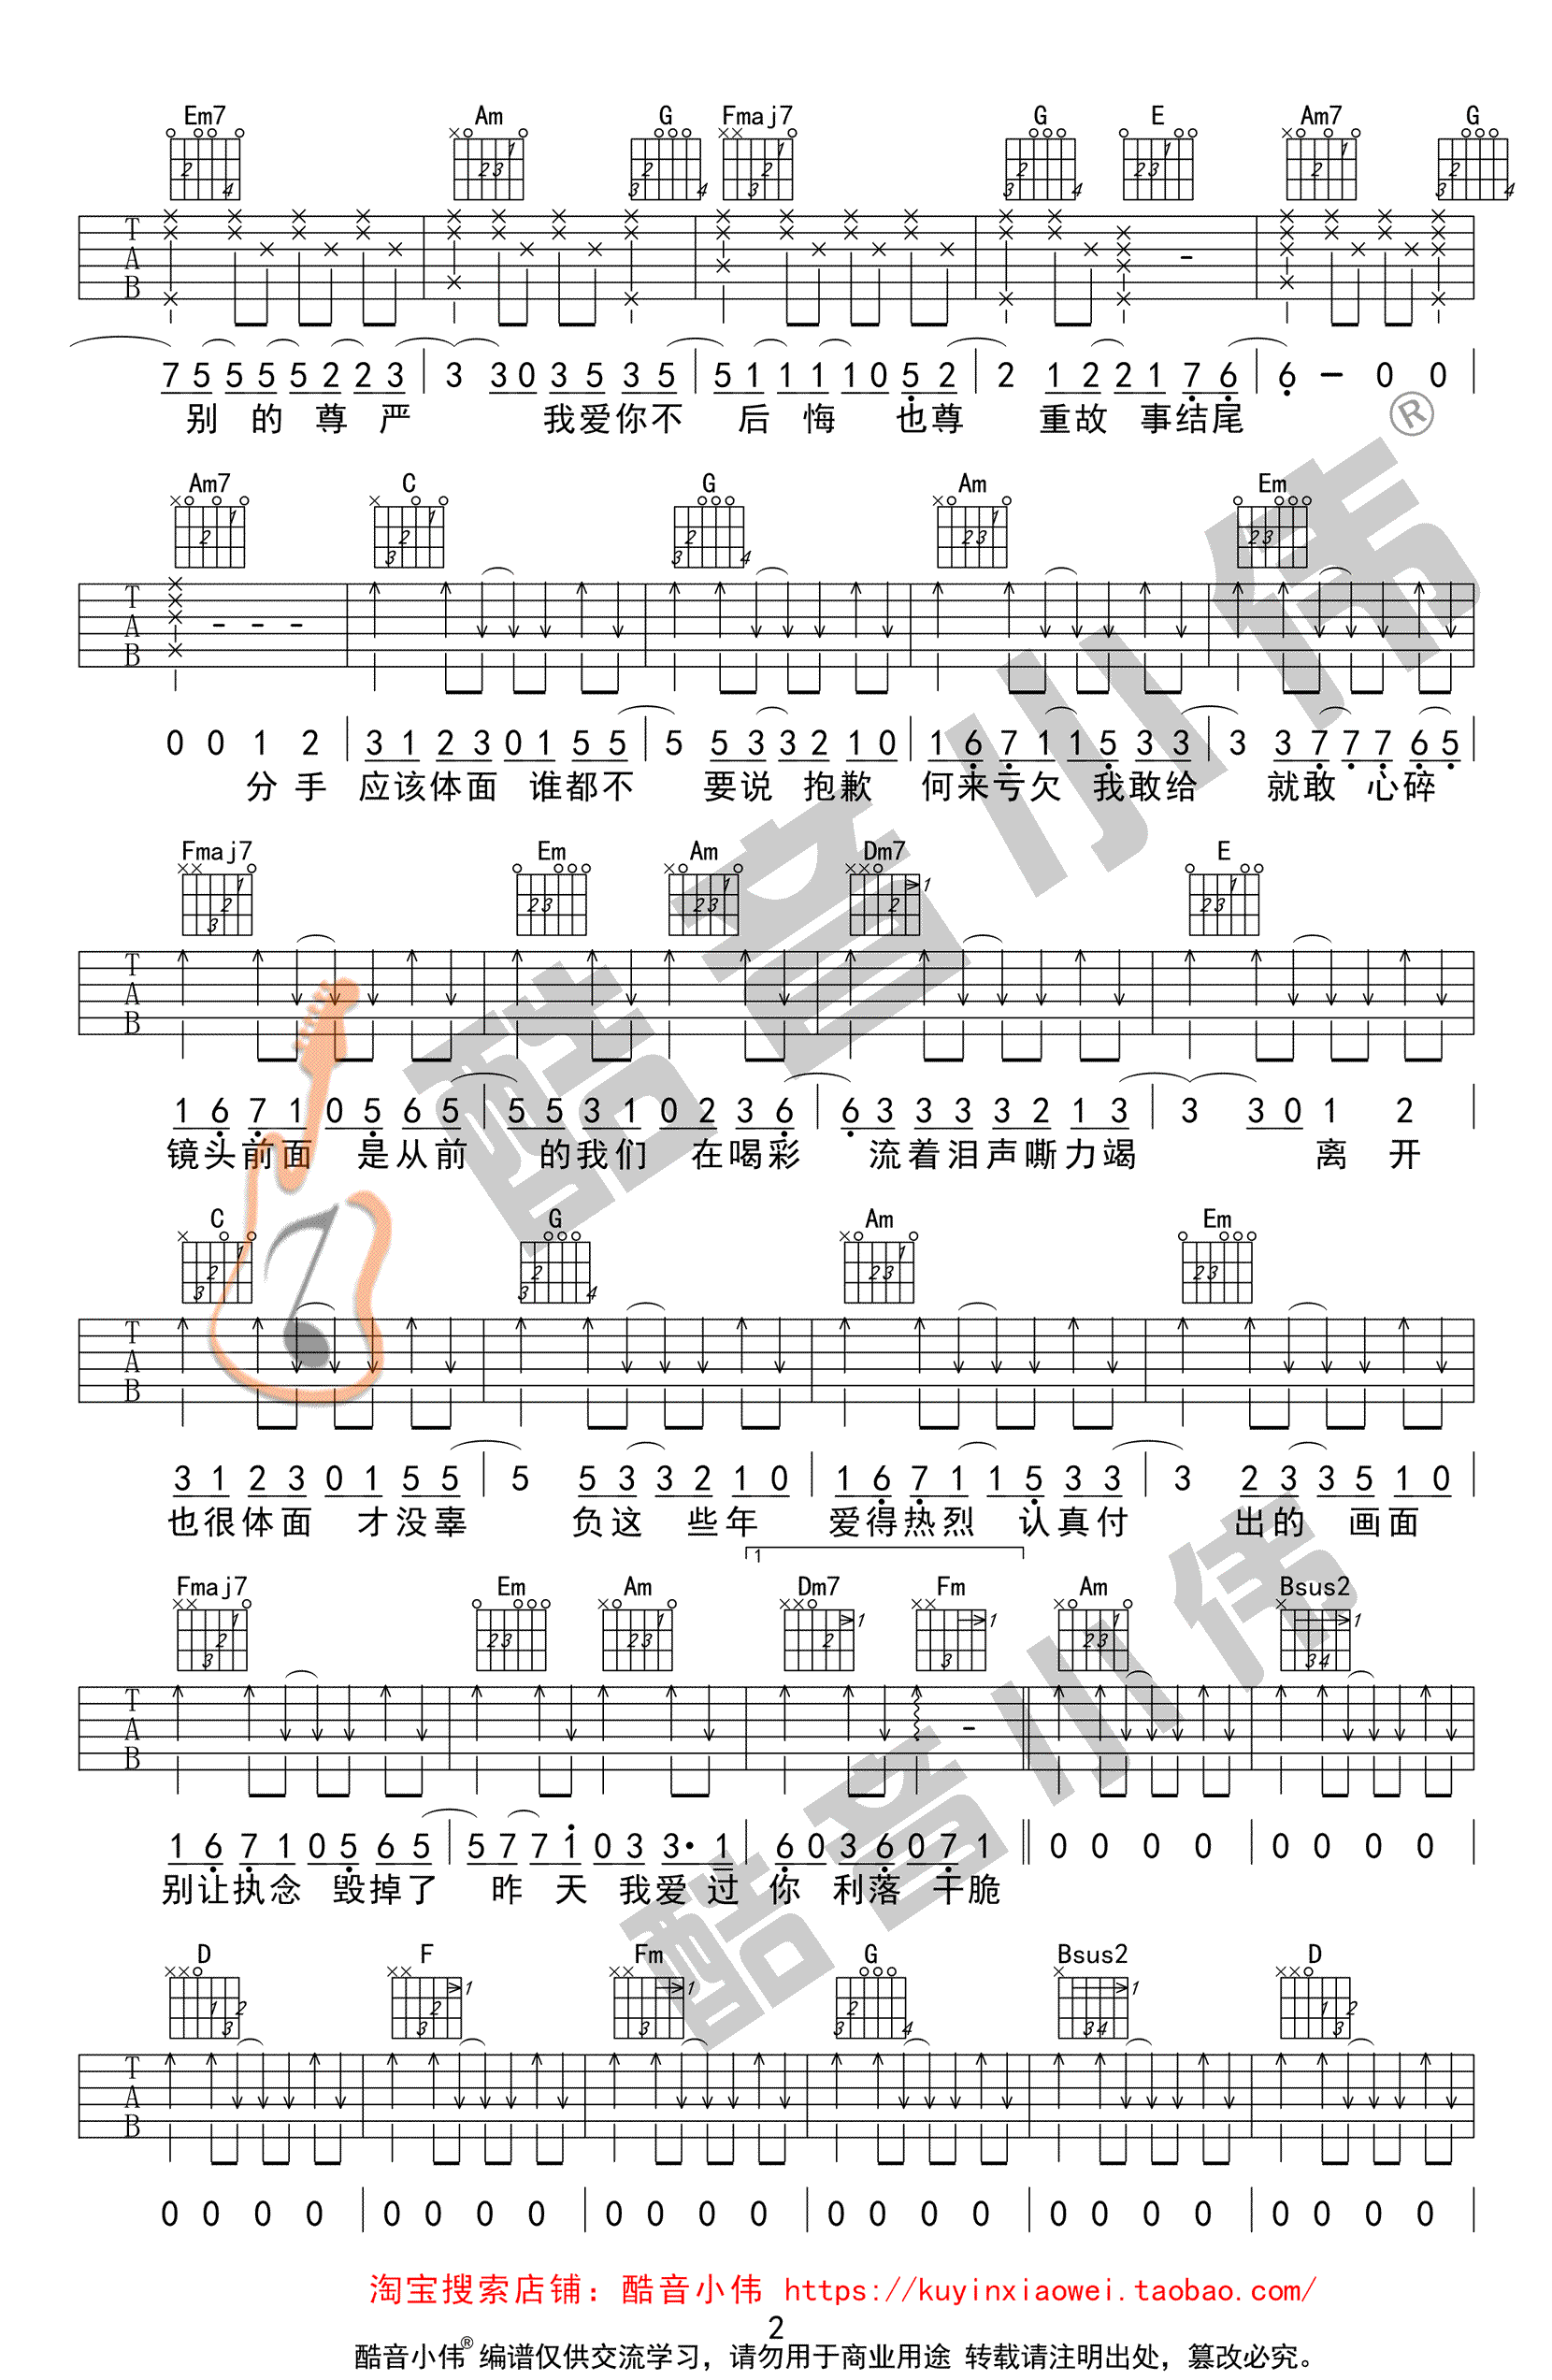 Em7 Am G Fmaj7 G E Am7 G
T A B
7 5 5 5 5 2 2 3 | 3 3 0 3 5 3 5 | 5 1 1 1 1 0 5 2 | 2 1 2 2 1 7 6 | 6 – 0 0 |
别 的 尊 严 我爱你不 后 悔 也尊 重故 事结尾
®
Am7 C G Am Em
T A B
0 0 1 2 | 3 1 2 3 0 1 5 5 | 5 5 3 3 2 1 0 | 1 6 7 1 1 5 3 3 | 3 3 7 7 7 6 5
分 手 应该体面 谁都不 要说 抱歉 何来亏欠 我敢给 就敢 心碎
Fmaj7 Em Am Dm7 E
T A B
1 6 7 1 0 5 6 5 | 5 5 3 1 0 2 3 6 | 6 3 3 3 3 2 1 3 | 3 3 0 1 2 |
镜头前面 是从前 的我们 在喝彩 流着泪声嘶力竭 离 开
C G Am Em
T A B
3 1 2 3 0 1 5 5 | 5 5 3 3 2 1 0 | 1 6 7 1 1 5 3 3 | 3 2 3 3 5 1 0
也很体面 才没辜 负这 些年 爱得热烈 认真付 出的 画面
1
Fmaj7 Em Am Dm7 Fm Am Bsus2
T A B
1 6 7 1 0 5 6 5 | 5 7 7 1 0 3 3· 1 | 6 0 3 6 0 7 1 || 0 0 0 0 | 0 0 0 0 |
别让执念 毁掉了 昨 天 我爱 过 你 利落 干脆
D F Fm G Bsus2 D
T A B
0 0 0 0 | 0 0 0 0 | 0 0 0 0 | 0 0 0 0 | 0 0 0 0 | 0 0 0 0 |
酷音小伟
酷音小伟
淘宝搜索店铺：酷音小伟 https://kuyinxiaowei.taobao.com/
2
酷音小伟® 编谱仅供交流学习，请勿用于商业用途 转载请注明出处，篡改必究。